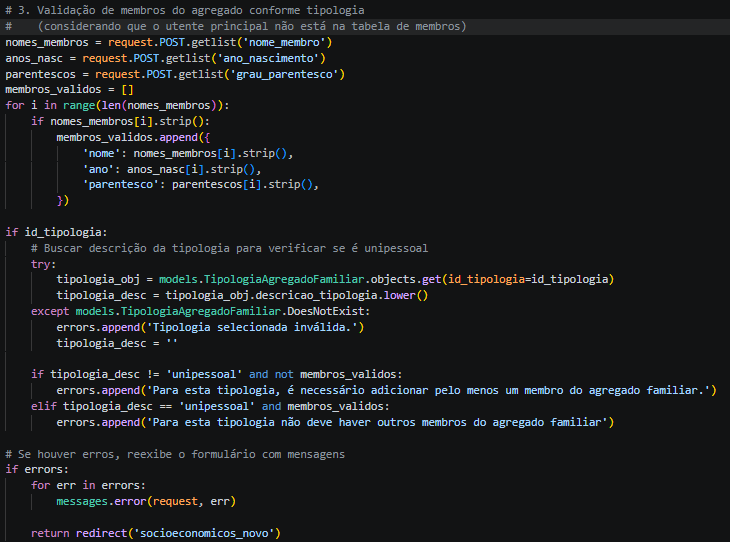 # 3. Validação de membros do agregado conforme tipologia
#    (considerando que o utente principal não está na tabela de membros)
nomes_membros = request.POST.getlist('nome_membro')
anos_nasc = request.POST.getlist('ano_nascimento')
parentescos = request.POST.getlist('grau_parentesco')
membros_validos = []
for i in range(len(nomes_membros)):
    if nomes_membros[i].strip():
        membros_validos.append({
            'nome': nomes_membros[i].strip(),
            'ano': anos_nasc[i].strip(),
            'parentesco': parentescos[i].strip(),
        })
if id_tipologia:
    # Buscar descrição da tipologia para verificar se é unipessoal
    try:
        tipologia_obj = models.TipologiaAgregadoFamiliar.objects.get(id_tipologia=id_tipologia)
        tipologia_desc = tipologia_obj.descricao_tipologia.lower()
    except models.TipologiaAgregadoFamiliar.DoesNotExist:
        errors.append('Tipologia selecionada inválida.')
        tipologia_desc = ''
    if tipologia_desc != 'unipessoal' and not membros_validos:
        errors.append('Para esta tipologia, é necessário adicionar pelo menos um membro do agregado familiar.')
    elif tipologia_desc == 'unipessoal' and membros_validos:
        errors.append('Para esta tipologia não deve haver outros membros do agregado familiar')
# Se houver erros, reexibe o formulário com mensagens
if errors:
    for err in errors:
        messages.error(request, err)
    return redirect('socioeconomicos_novo')